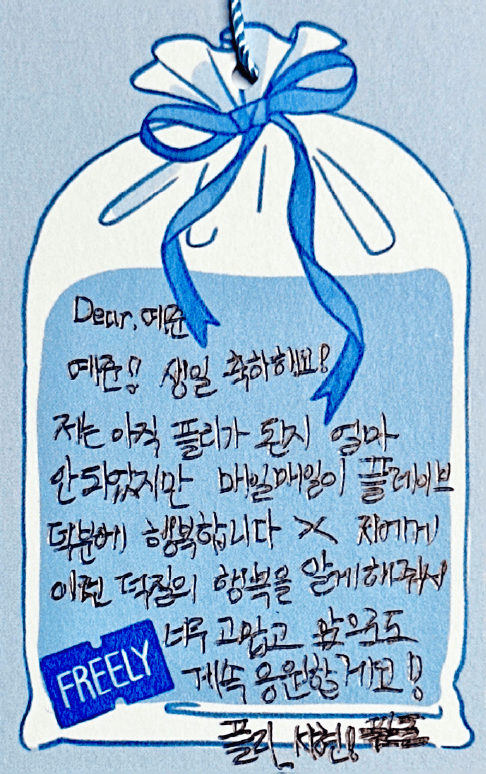 Dear, 예준
예준!! 생일 축하해요!
저는 아직 플리가 된지 얼마
안되었지만 매일매일이 플레이브
덕분에 행복합니다 >< 저에게
이런 덕질의 행복을 알게해줘서
너무 고맙고 앞으로도
계속 응원할게요!!
FREELY
플리_지현!